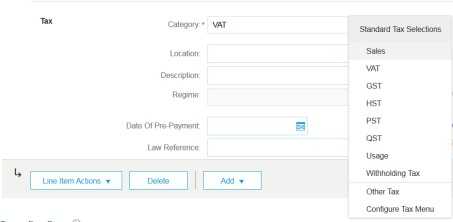 Tax
Category:* VAT
Location:
Description:
Regime:
Date Of Pre-Payment:
Law Reference:
Line Item Actions ▼ Delete Add ▼
Standard Tax Selections
Sales
VAT
GST
HST
PST
QST
Usage
Withholding Tax
Other Tax
Configure Tax Menu